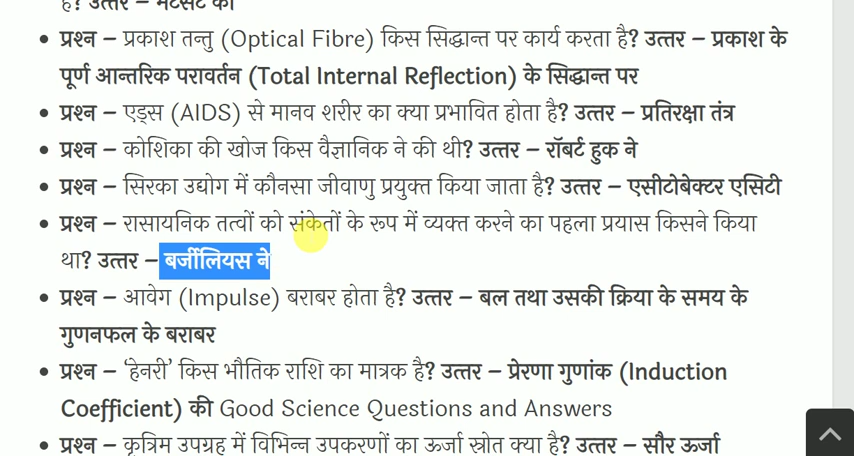 है? उत्तर – मेटसेट को
प्रश्न – प्रकाश तन्तु (Optical Fibre) किस सिद्धान्त पर कार्य करता है? उत्तर – प्रकाश के
पूर्ण आन्तरिक परावर्तन (Total Internal Reflection) के सिद्धान्त पर
प्रश्न – एड्स (AIDS) से मानव शरीर का क्या प्रभावित होता है? उत्तर – प्रतिरक्षा तंत्र
प्रश्न – कोशिका की खोज किस वैज्ञानिक ने की थी? उत्तर – रॉबर्ट हुक ने
प्रश्न – सिरका उद्योग में कौनसा जीवाणु प्रयुक्त किया जाता है? उत्तर – एसीटोबेक्टर एसिटी
प्रश्न – रासायनिक तत्वों को संकेतों के रूप में व्यक्त करने का पहला प्रयास किसने किया
था? उत्तर – बर्जीलियस ने
प्रश्न – आवेग (Impulse) बराबर होता है? उत्तर – बल तथा उसकी क्रिया के समय के
गुणनफल के बराबर
प्रश्न – ‘हेनरी’ किस भौतिक राशि का मात्रक है? उत्तर – प्रेरणा गुणांक (Induction
Coefficient) की Good Science Questions and Answers
प्रश्न – कृत्रिम उपग्रह में विभिन्न उपकरणों का ऊर्जा स्रोत क्या है? उत्तर – सौर ऊर्जा